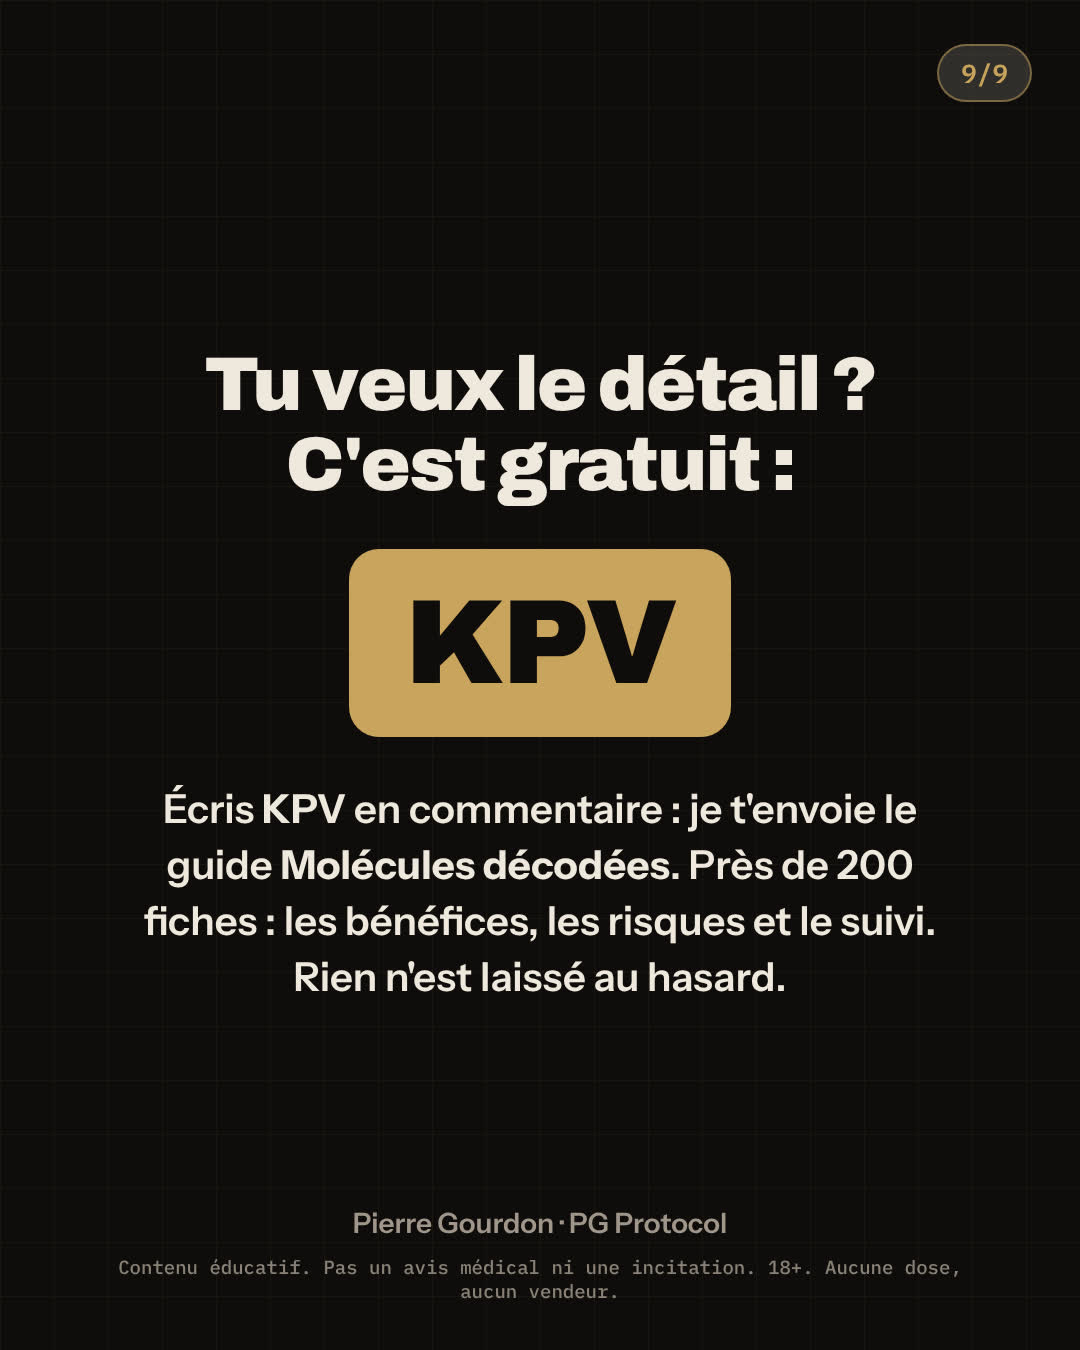 9/9
Tu veux le détail ?
C'est gratuit :
KPV
Écris KPV en commentaire : je t'envoie le
guide Molécules décodées. Près de 200
fiches : les bénéfices, les risques et le suivi.
Rien n'est laissé au hasard.
Pierre Gourdon · PG Protocol
Contenu éducatif. Pas un avis médical ni une incitation. 18+. Aucune dose,
aucun vendeur.